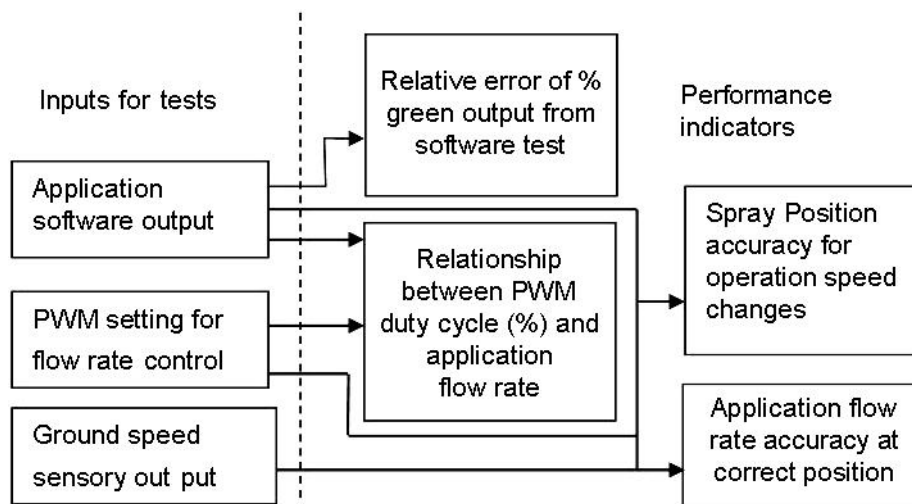 Inputs for tests
Application
software output
PWM setting for
flow rate control
Ground speed
sensory out put
Relative error of %
green output from
software test
Relationship
between PWM
duty cycle (%) and
application
flow rate
Performance
indicators
Spray Position
accuracy for
operation speed
changes
Application flow
rate accuracy at
correct position